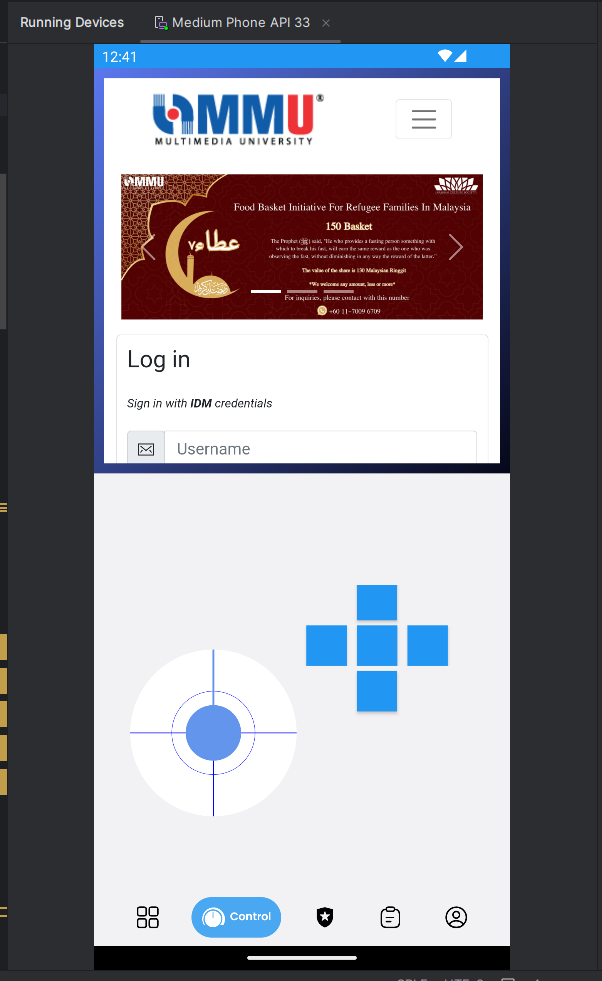 Running Devices
Medium Phone API 33
12:41
MMU
MULTIMEDIA UNIVERSITY
MMU
Food Basket Initiative For Refugee Families In Malaysia
150 Basket
عطاء٧
The Prophet (ﷺ) said, "He who provides a fasting person something with
which to break his fast, will earn the same reward as the one who was
observing the fast, without diminishing in any way the reward of the latter."
The value of the share is 130 Malaysian Ringgit
*We welcome any amount, less or more*
For inquiries, please contact with this number
+60 11-7009 6709
Log in
Sign in with IDM credentials
Username
Control